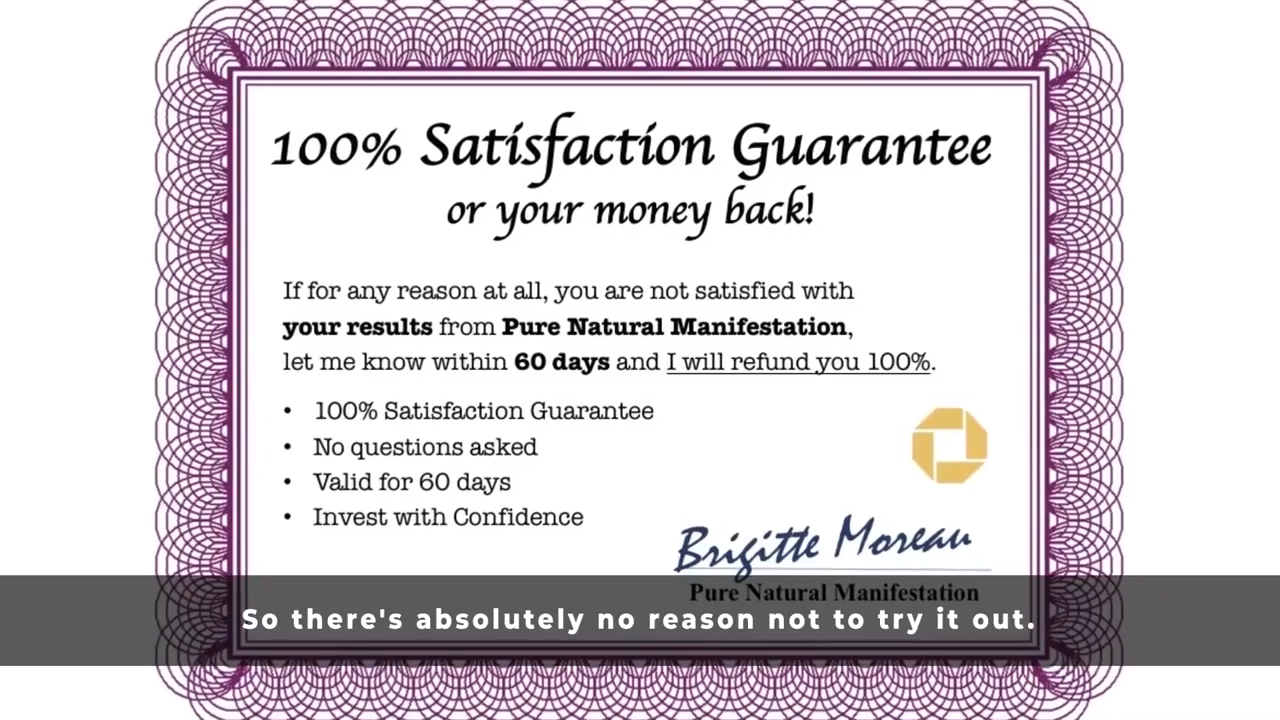 100% Satisfaction Guarantee
or your money back!
If for any reason at all, you are not satisfied with
your results from Pure Natural Manifestation,
let me know within 60 days and I will refund you 100%.
• 100% Satisfaction Guarantee
• No questions asked
• Valid for 60 days
• Invest with Confidence
Brigitte Moreau
Pure Natural Manifestation
So there's absolutely no reason not to try it out.